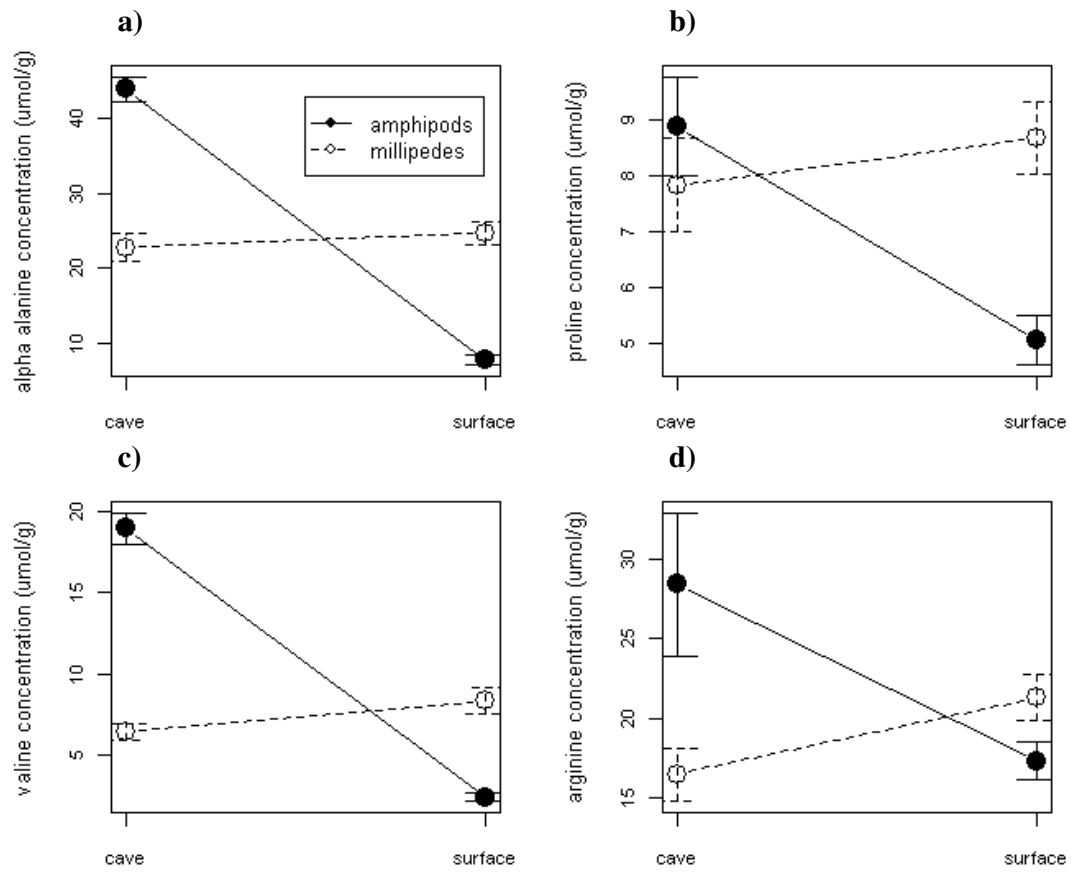 a)
alpha alanine concentration (umol/g)
40
30
20
10
amphipods
millipedes
cave
surface
b)
proline concentration (umol/g)
9
8
7
6
5
cave
surface
c)
valine concentration (umol/g)
20
15
10
5
cave
surface
d)
arginine concentration (umol/g)
30
25
20
15
cave
surface